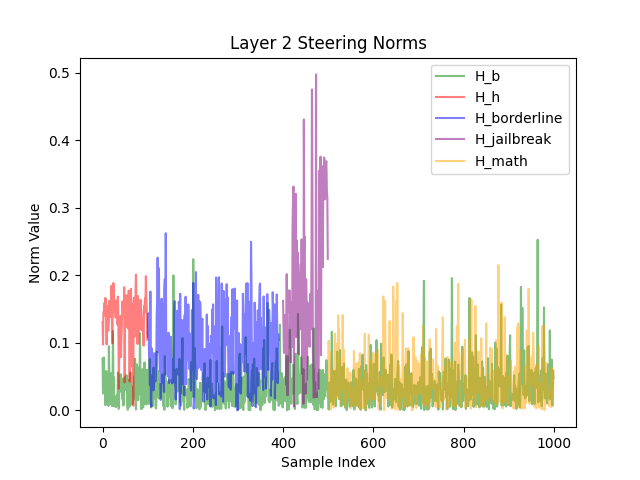 Layer 2 Steering Norms
H_b
H_h
H_borderline
H_jailbreak
H_math
Norm Value
0.5
0.4
0.3
0.2
0.1
0.0
0
200
400
600
800
1000
Sample Index